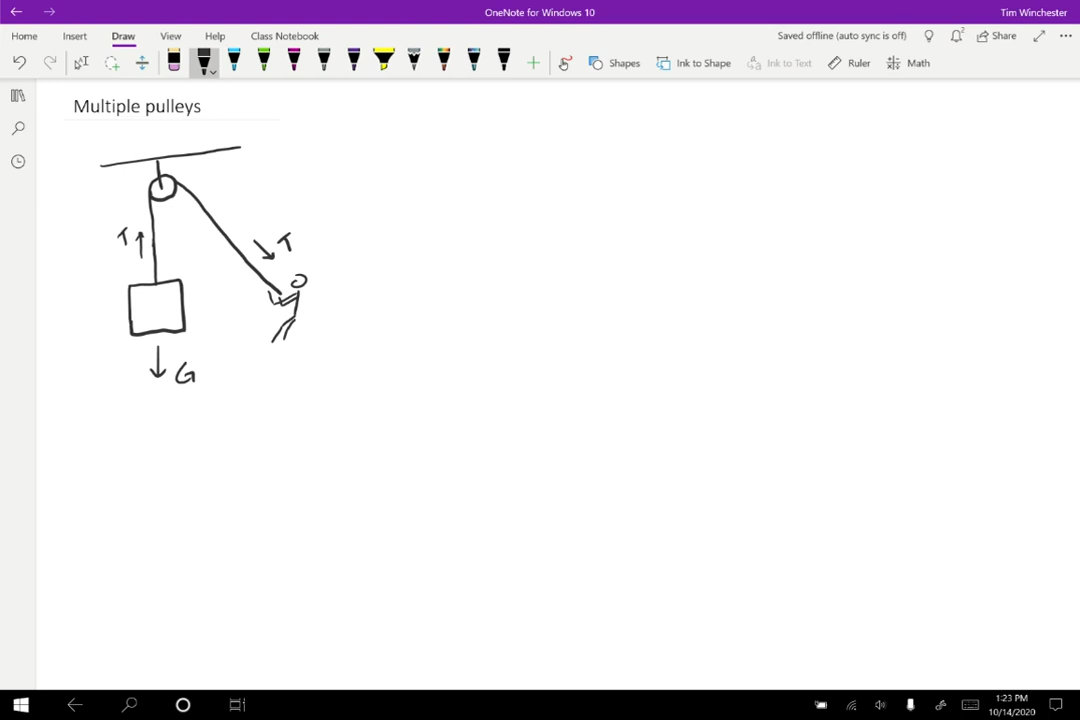 OneNote for Windows 10
Tim Winchester
Home Insert Draw View Help Class Notebook
Saved offline (auto sync is off) Share
Shapes Ink to Shape Ink to Text Ruler Math
Multiple pulleys
T
T
G
1:23 PM
10/14/2020